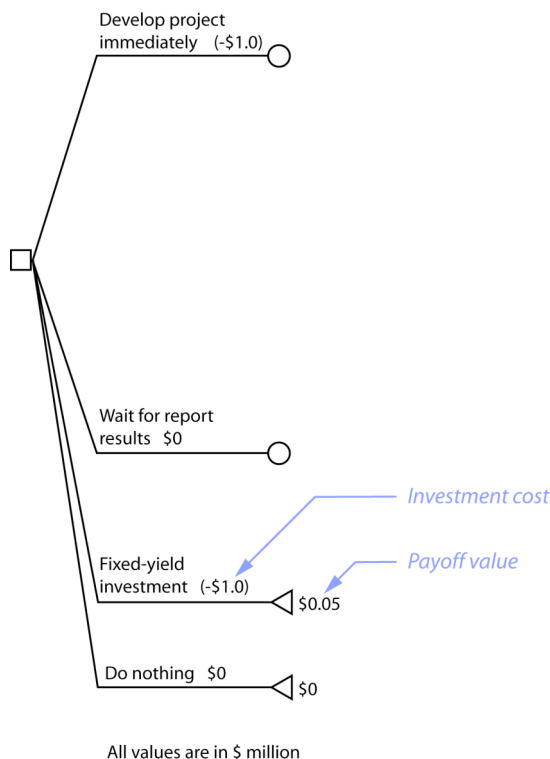 Develop project
immediately (-$1.0)
Wait for report
results $0
Investment cost
Fixed-yield
investment (-$1.0)
Payoff value
$0.05
Do nothing $0
$0
All values are in $ million